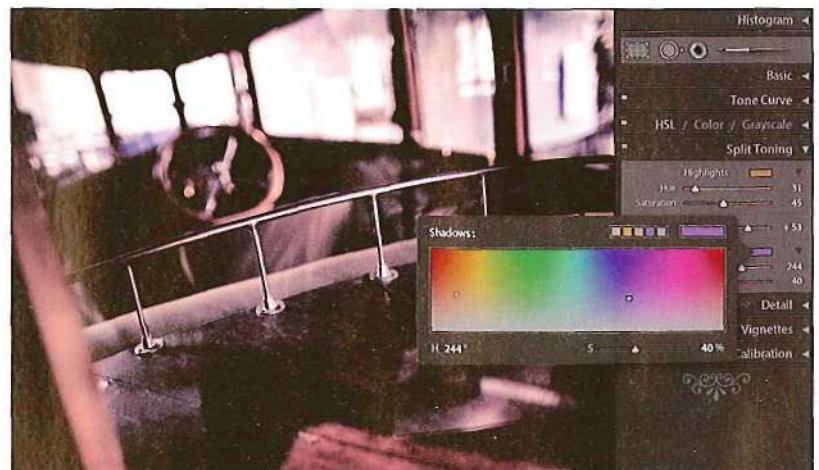 Histogram
Basic
Tone Curve
HSL / Color / Grayscale
Split Toning
Highlights
Hue 31
Saturation 45
+ 53
Shadows:
244
40
H 244° S 40 %
Detail
Vignettes
Calibration